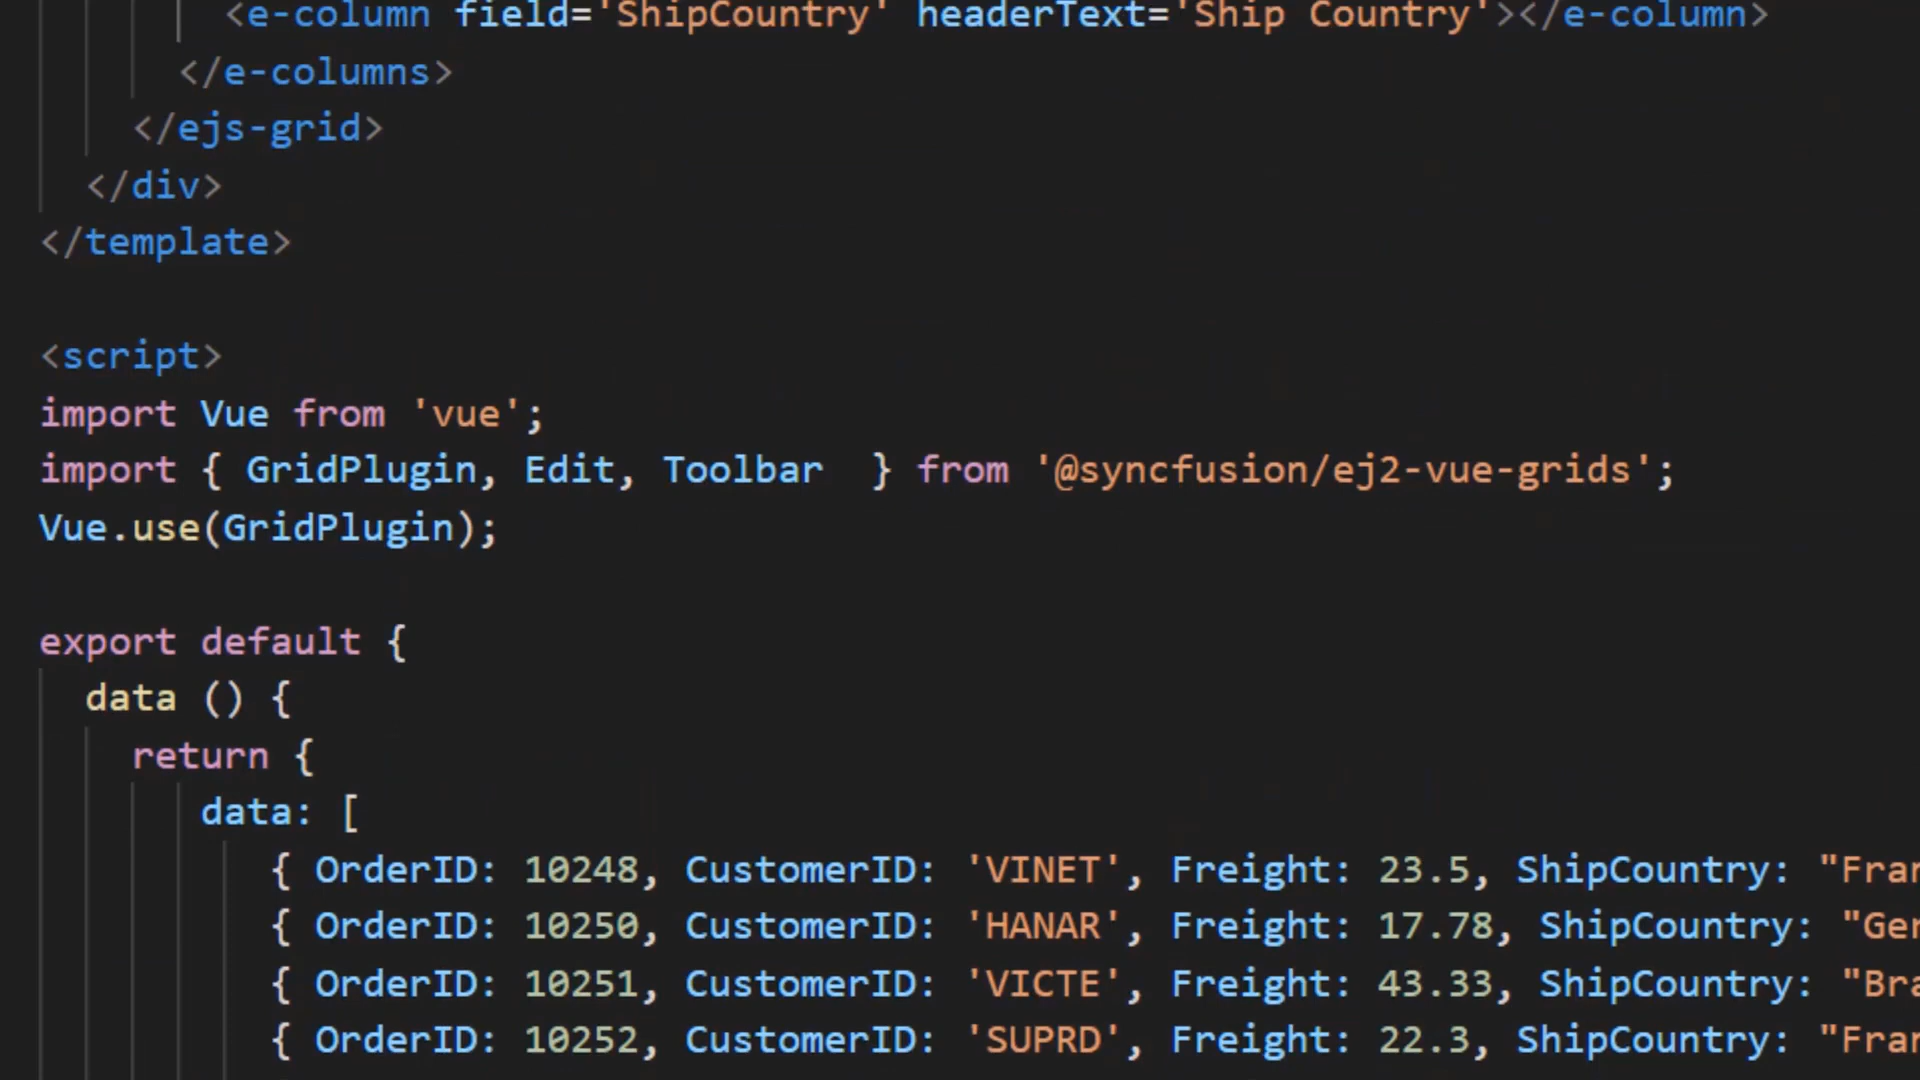 <e-column field='ShipCountry' headerText='Ship Country'></e-column>
</e-columns>
</ejs-grid>
</div>
</template>
<script>
import Vue from 'vue';
import { GridPlugin, Edit, Toolbar  } from '@syncfusion/ej2-vue-grids';
Vue.use(GridPlugin);
export default {
data () {
return {
data: [
{ OrderID: 10248, CustomerID: 'VINET', Freight: 23.5, ShipCountry: "Fran
{ OrderID: 10250, CustomerID: 'HANAR', Freight: 17.78, ShipCountry: "Ger
{ OrderID: 10251, CustomerID: 'VICTE', Freight: 43.33, ShipCountry: "Bra
{ OrderID: 10252, CustomerID: 'SUPRD', Freight: 22.3, ShipCountry: "Fran